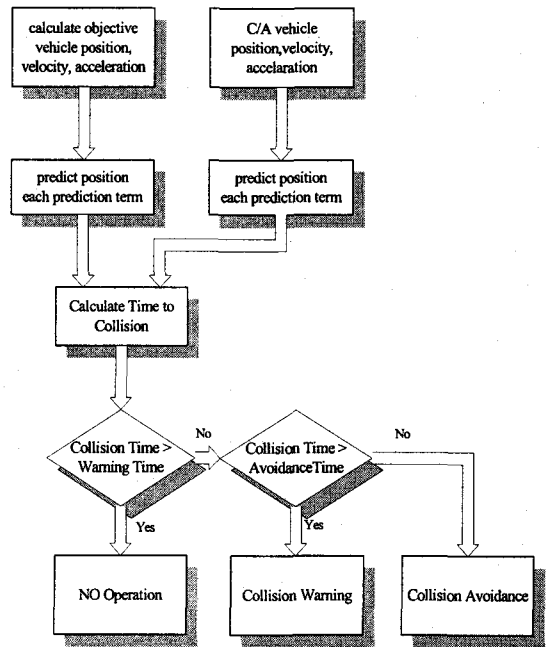 calculate objective
vehicle position,
velocity, acceleration
C/A vehicle
position,velocity,
accelaration
predict position
each prediction term
predict position
each prediction term
Calculate Time to
Collision
Collision Time >
Warning Time
No
Collision Time >
AvoidanceTime
No
Yes
Yes
NO Operation
Collision Warning
Collision Avoidance